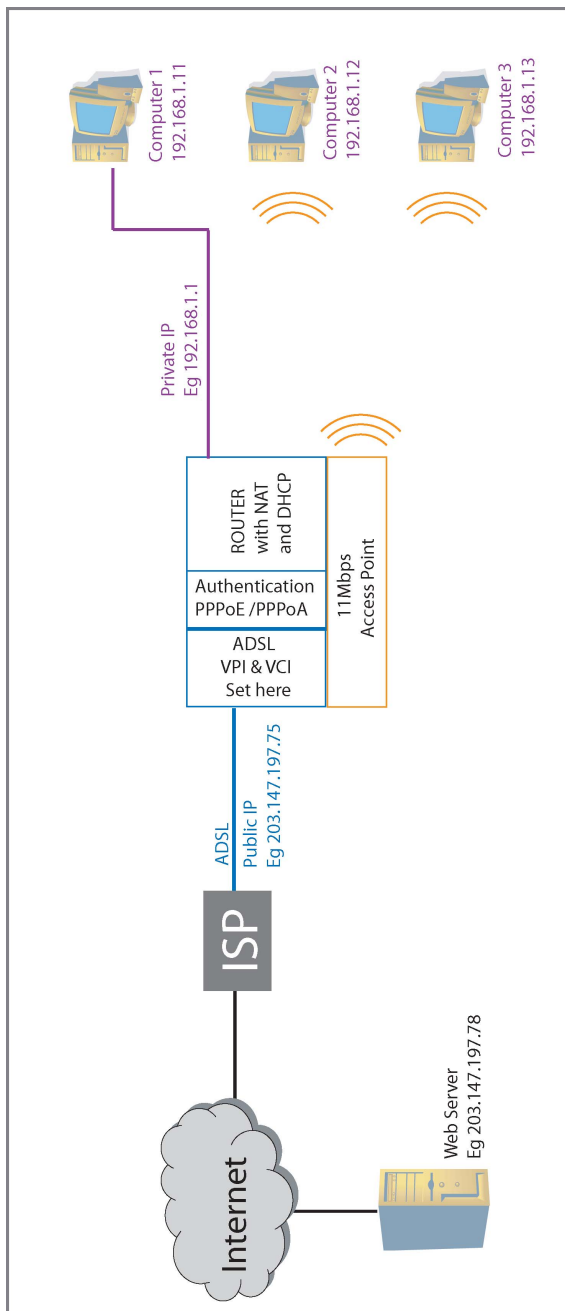 Internet
Web Server
Eg 203.147.197.78
ISP
ADSL
Public IP
Eg 203.147.197.75
ADSL
VPI & VCI
Set here
Authentication
PPPoE /PPPoA
ROUTER
with NAT
and DHCP
11Mbps
Access Point
Private IP
Eg 192.168.1.1
Computer 1
192.168.1.11
Computer 2
192.168.1.12
Computer 3
192.168.1.13